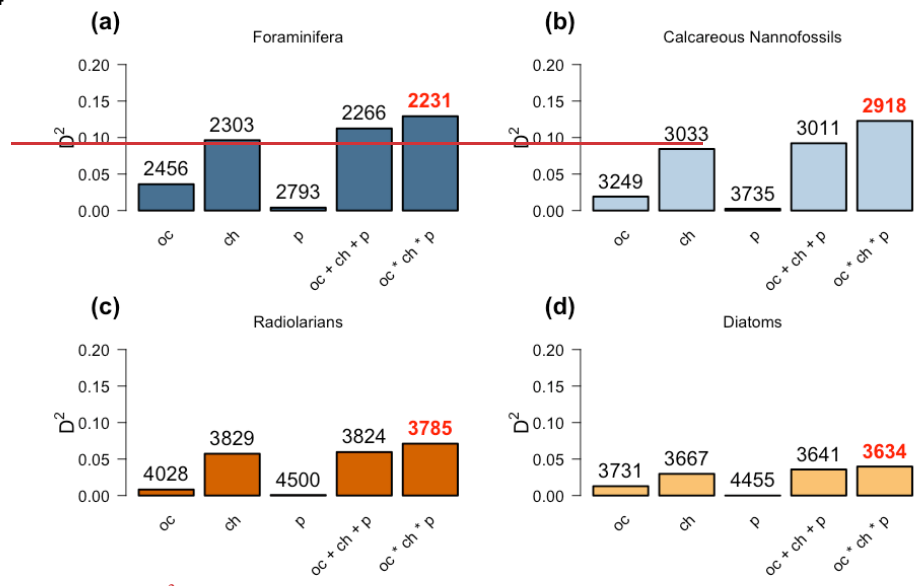 (a)
Foraminifera
D2
0.20
0.15
0.10
0.05
0.00
2456
2303
2793
2266
2231
oc
ch
p
oc + ch + p
oc * ch * p
(b)
Calcareous Nannofossils
D2
0.20
0.15
0.10
0.05
0.00
3249
3033
3735
3011
2918
oc
ch
p
oc + ch + p
oc * ch * p
(c)
Radiolarians
D2
0.20
0.15
0.10
0.05
0.00
4028
3829
4500
3824
3785
oc
ch
p
oc + ch + p
oc * ch * p
(d)
Diatoms
D2
0.20
0.15
0.10
0.05
0.00
3731
3667
4455
3641
3634
oc
ch
p
oc + ch + p
oc * ch * p